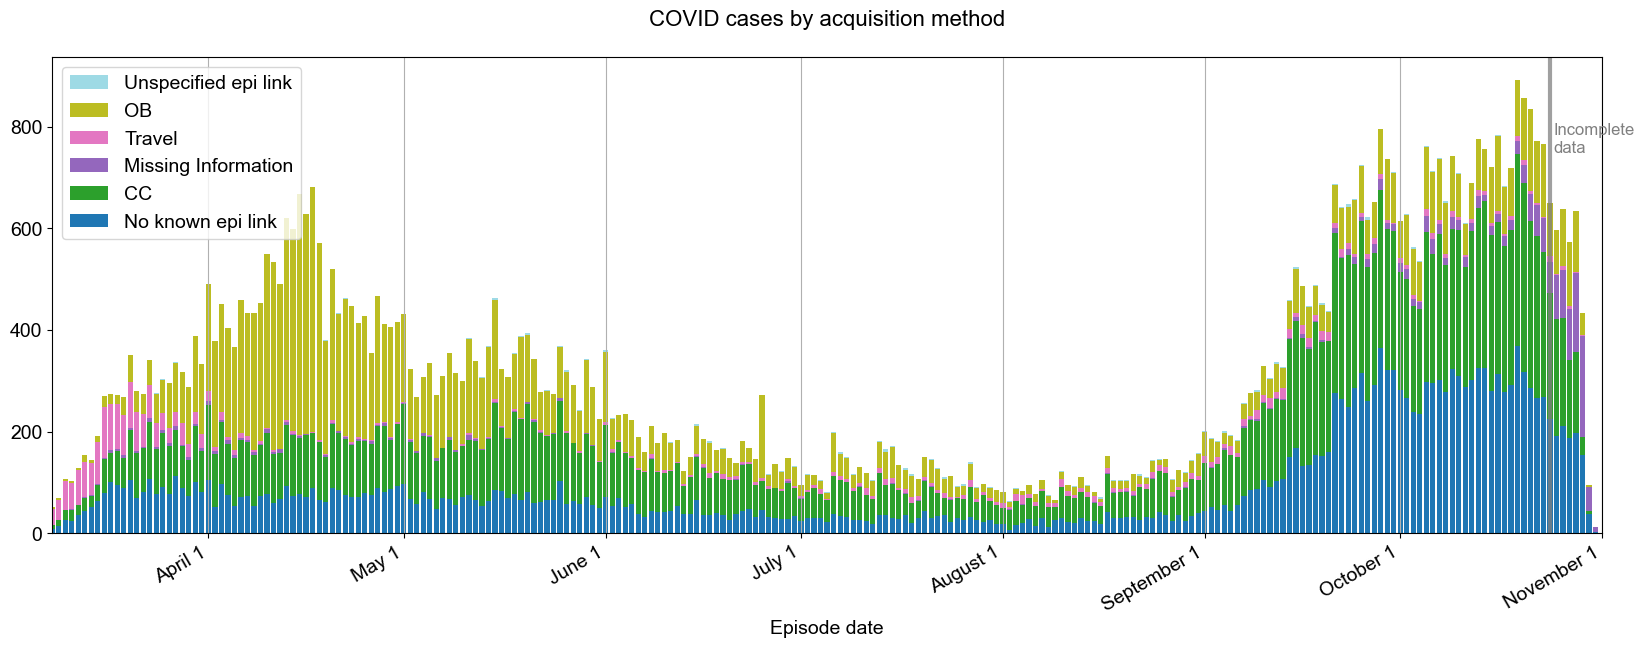 COVID cases by acquisition method
Unspecified epi link
OB
Travel
Missing Information
CC
No known epi link
Incomplete
data
800
600
400
200
0
April 1
May 1
June 1
July 1
August 1
September 1
October 1
November 1
Episode date